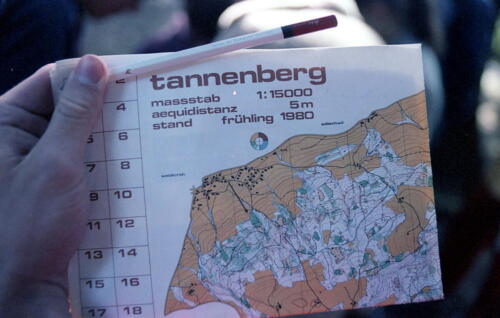 tannenberg
massstab 1:15000
aequidistanz 5m
stand frühling 1980
4
5 6
7 8
9 10
11 12
13 14
15 16
17 18